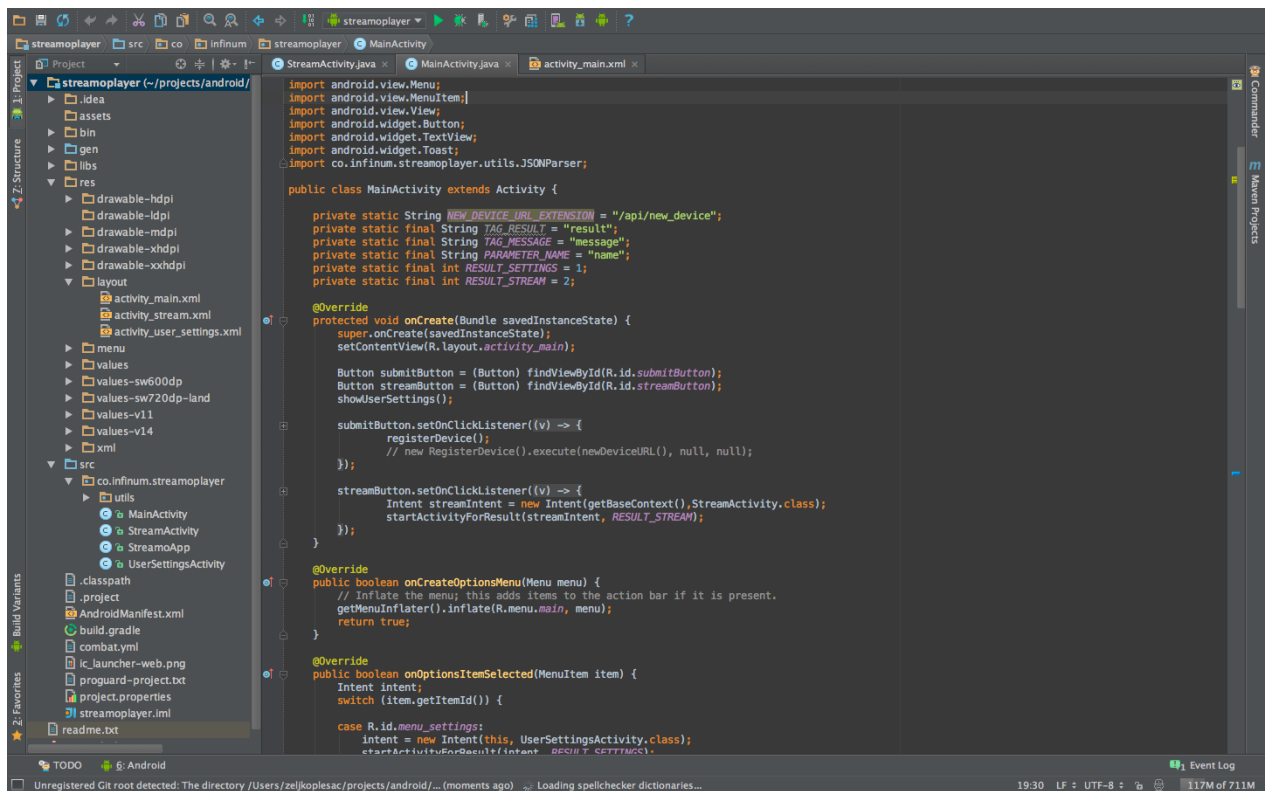 streamoplayer
?
streamoplayer src co infinum streamoplayer MainActivity
Project
StreamActivity.java × MainActivity.java × activity_main.xml ×
1: Project
Z: Structure
Build Variants
2: Favorites
streamoplayer (~/projects/android/
.idea
assets
bin
gen
libs
res
drawable-hdpi
drawable-ldpi
drawable-mdpi
drawable-xhdpi
drawable-xxhdpi
layout
activity_main.xml
activity_stream.xml
activity_user_settings.xml
menu
values
values-sw600dp
values-sw720dp-land
values-v11
values-v14
xml
src
co.infinum.streamoplayer
utils
MainActivity
StreamActivity
StreamoApp
UserSettingsActivity
.classpath
.project
AndroidManifest.xml
build.gradle
combat.yml
ic_launcher-web.png
proguard-project.txt
project.properties
streamoplayer.iml
readme.txt
import android.view.Menu;
import android.view.MenuItem;
import android.view.View;
import android.widget.Button;
import android.widget.TextView;
import android.widget.Toast;
import co.infinum.streamoplayer.utils.JSONParser;
public class MainActivity extends Activity {
private static String NEW_DEVICE_URL_EXTENSION = "/api/new_device";
private static final String TAG_RESULT = "result";
private static final String TAG_MESSAGE = "message";
private static final String PARAMETER_NAME = "name";
private static final int RESULT_SETTINGS = 1;
private static final int RESULT_STREAM = 2;
@Override
protected void onCreate(Bundle savedInstanceState) {
super.onCreate(savedInstanceState);
setContentView(R.layout.activity_main);
Button submitButton = (Button) findViewById(R.id.submitButton);
Button streamButton = (Button) findViewById(R.id.streamButton);
showUserSettings();
submitButton.setOnClickListener((v) -> {
registerDevice();
// new RegisterDevice().execute(newDeviceURL(), null, null);
});
streamButton.setOnClickListener((v) -> {
Intent streamIntent = new Intent(getBaseContext(),StreamActivity.class);
startActivityForResult(streamIntent, RESULT_STREAM);
});
}
@Override
public boolean onCreateOptionsMenu(Menu menu) {
// Inflate the menu; this adds items to the action bar if it is present.
getMenuInflater().inflate(R.menu.main, menu);
return true;
}
@Override
public boolean onOptionsItemSelected(MenuItem item) {
Intent intent;
switch (item.getItemId()) {
case R.id.menu_settings:
intent = new Intent(this, UserSettingsActivity.class);
startActivityForResult(intent, RESULT_SETTINGS);
Commander
m Maven Projects
TODO 6: Android 1 Event Log
Unregistered Git root detected: The directory /Users/zeljkoplesac/projects/android/... (moments ago) Loading spellchecker dictionaries... 19:30 LF UTF-8 117M of 711M